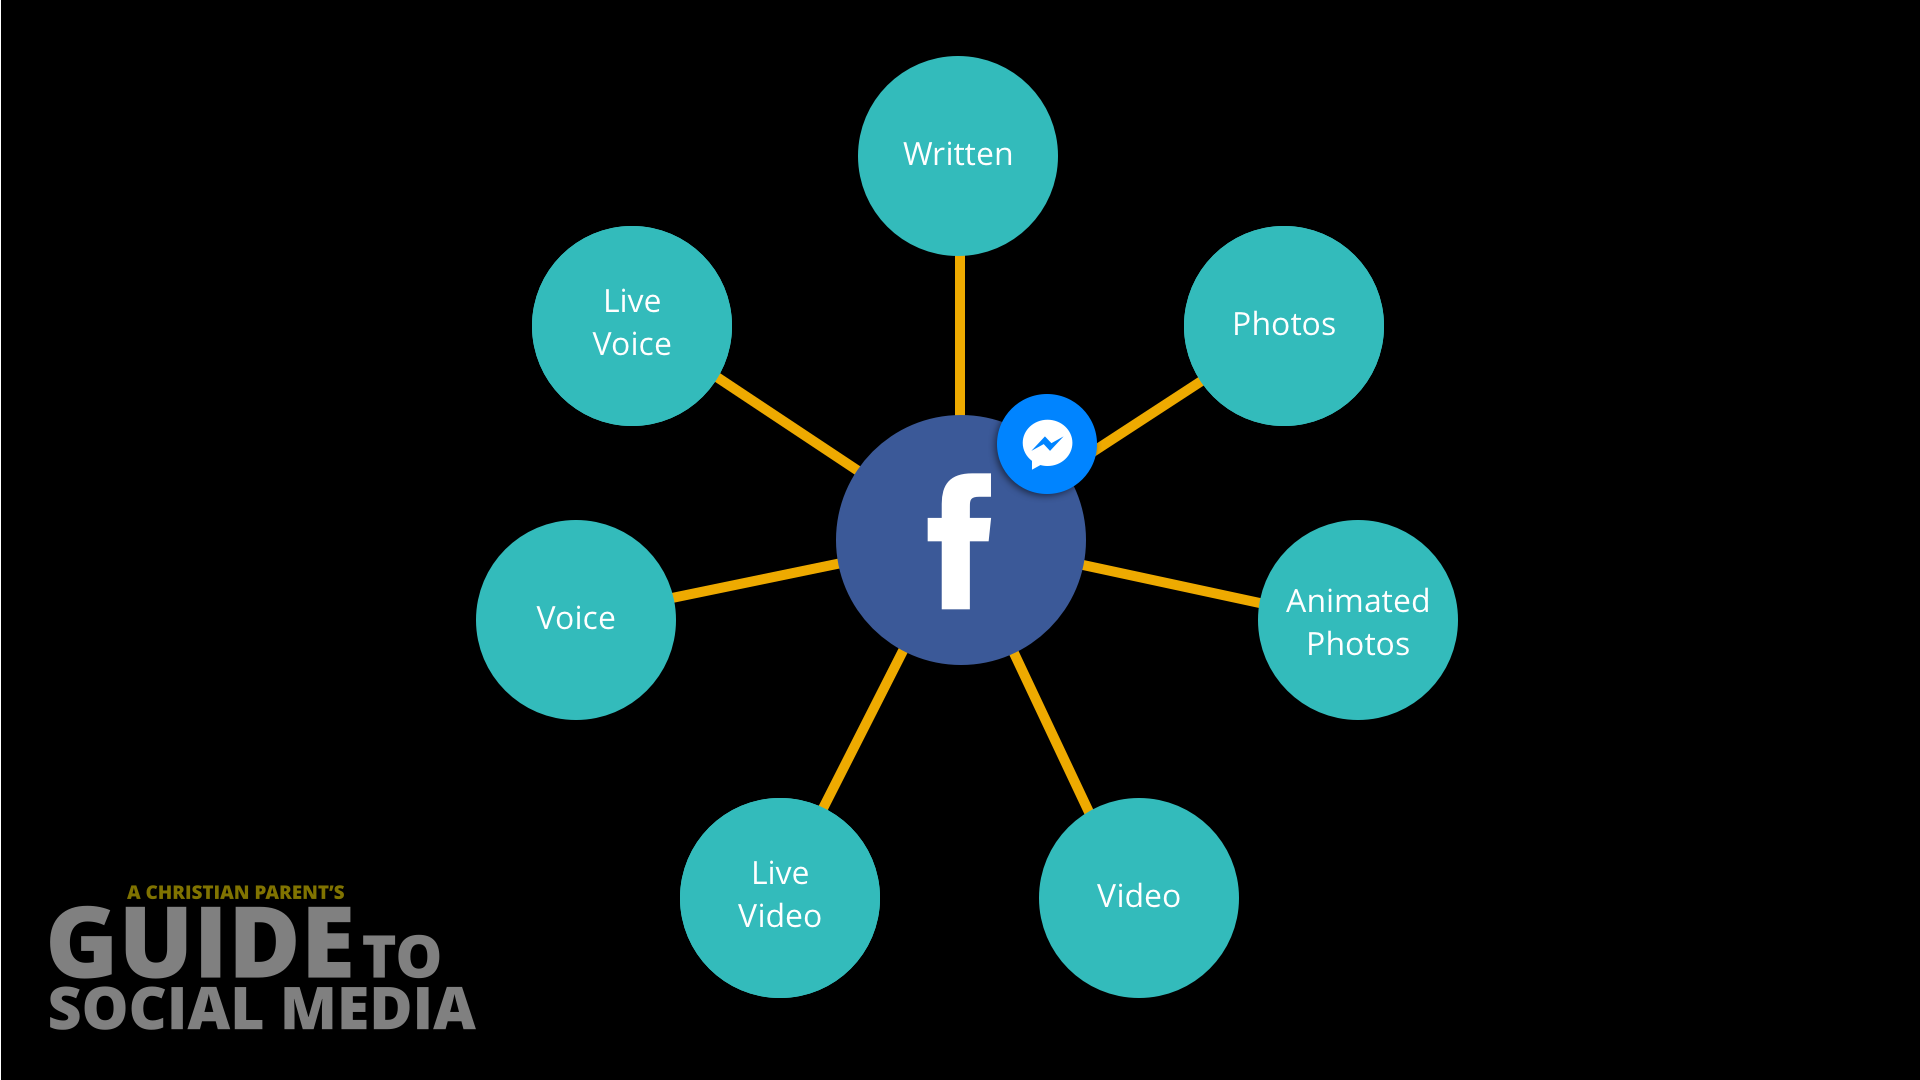 Written
Live
Voice
Photos
Voice
Animated
Photos
Live
Video
Video
A CHRISTIAN PARENT'S
GUIDE TO
SOCIAL MEDIA
f